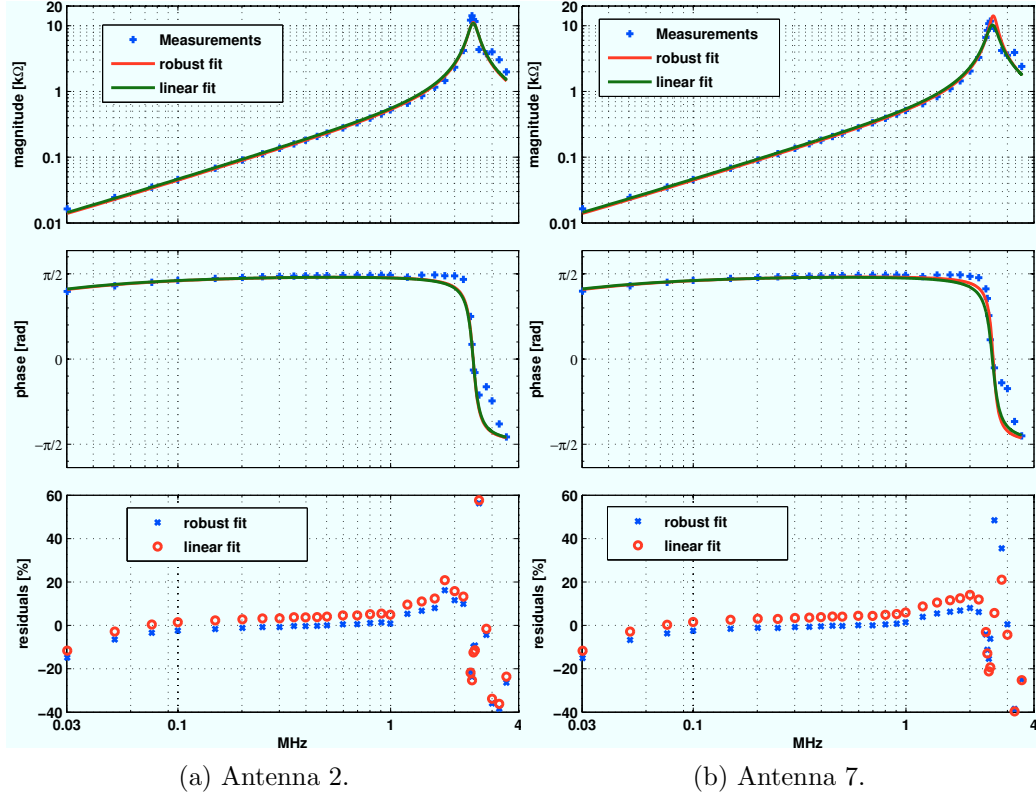 20
10
1
0.1
0.01
magnitude [kΩ]
Measurements
robust fit
linear fit
π/2
0
−π/2
phase [rad]
60
40
20
0
−20
−40
residuals [%]
robust fit
linear fit
0.03
0.1
1
4
MHz
(a) Antenna 2.
20
10
1
0.1
0.01
magnitude [kΩ]
Measurements
robust fit
linear fit
π/2
0
−π/2
phase [rad]
60
40
20
0
−20
−40
residuals [%]
robust fit
linear fit
0.03
0.1
1
4
MHz
(b) Antenna 7.